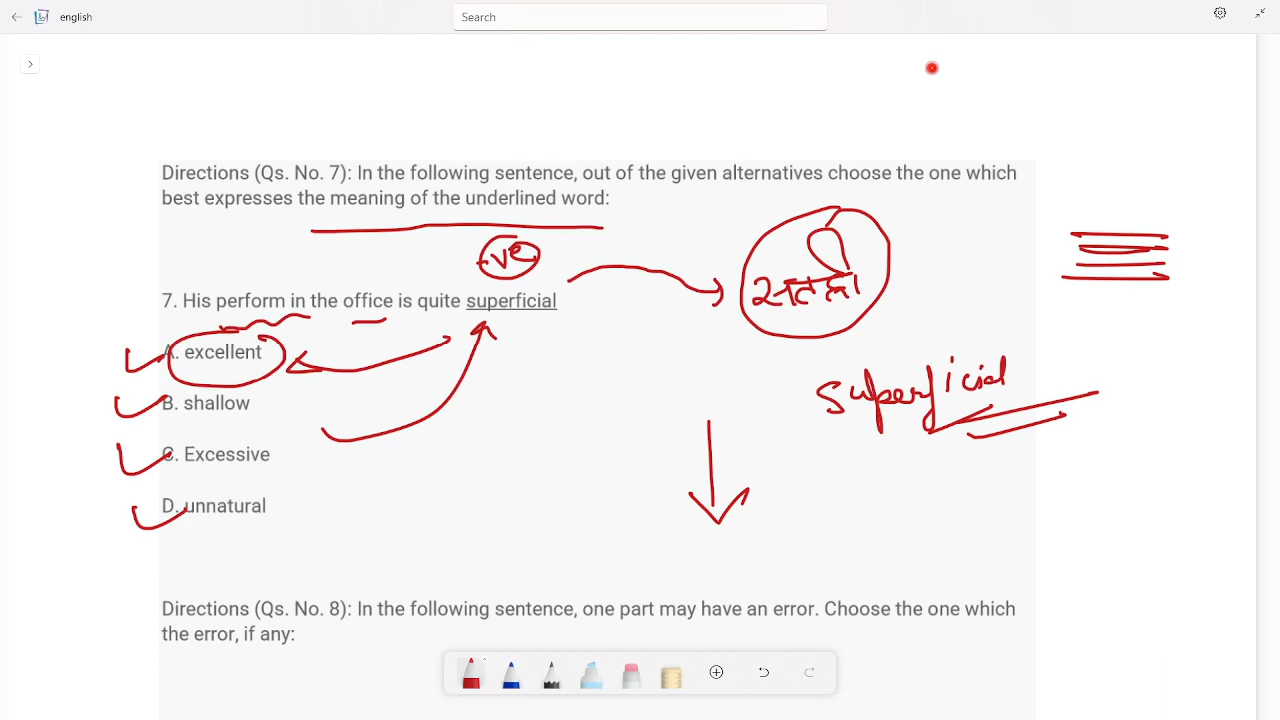 english
Search
Directions (Qs. No. 7): In the following sentence, out of the given alternatives choose the one which
best expresses the meaning of the underlined word:
-ve
7. His perform in the office is quite superficial
सतही
A. excellent
superficial
B. shallow
C. Excessive
D. unnatural
Directions (Qs. No. 8): In the following sentence, one part may have an error. Choose the one which
the error, if any: